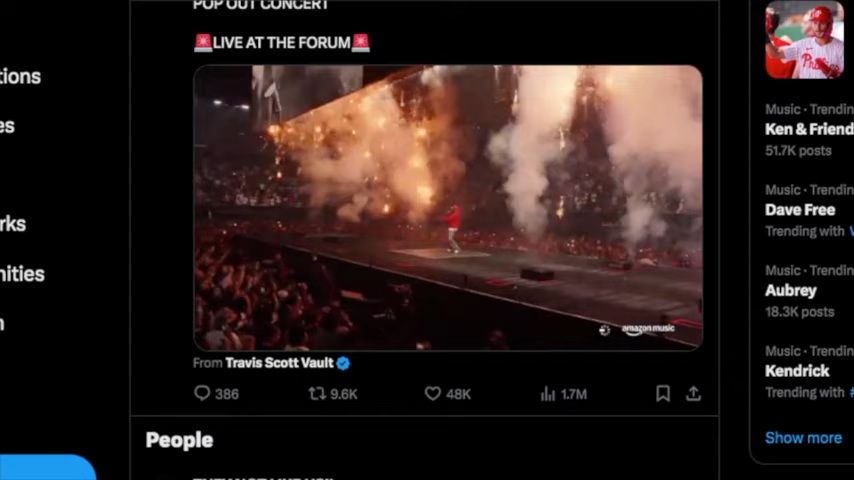 POP OUT CONCERT
🚨LIVE AT THE FORUM🚨
tions
es
rks
nities
n
amazon music
From Travis Scott Vault
386 9.6K 48K 1.7M
People
Phillies
Music · Trendin
Ken & Friend
51.7K posts
Music · Trendin
Dave Free
Trending with
Music · Trendin
Aubrey
18.3K posts
Music · Trendin
Kendrick
Trending with #
Show more